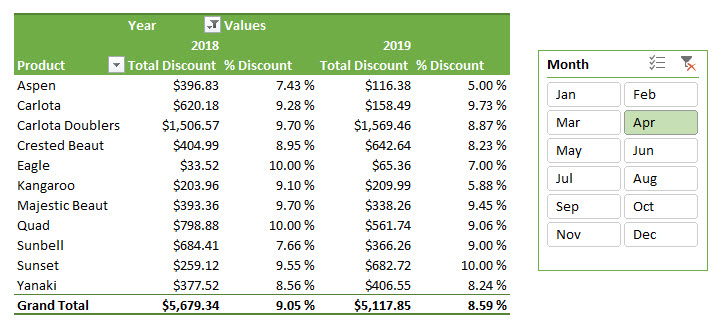 Year Values
2018 2019
Product Total Discount % Discount Total Discount % Discount
Aspen $396.83 7.43 % $116.38 5.00 %
Carlota $620.18 9.28 % $158.49 9.73 %
Carlota Doublers $1,506.57 9.70 % $1,569.46 8.87 %
Crested Beaut $404.99 8.95 % $642.64 8.23 %
Eagle $33.52 10.00 % $65.36 7.00 %
Kangaroo $203.96 9.10 % $209.99 5.88 %
Majestic Beaut $393.36 9.70 % $338.26 9.45 %
Quad $798.88 10.00 % $561.74 9.06 %
Sunbell $684.41 7.66 % $366.26 9.00 %
Sunset $259.12 9.55 % $682.72 10.00 %
Yanaki $377.52 8.56 % $406.55 8.24 %
Grand Total $5,679.34 9.05 % $5,117.85 8.59 %
Month
Jan Feb
Mar Apr
May Jun
Jul Aug
Sep Oct
Nov Dec